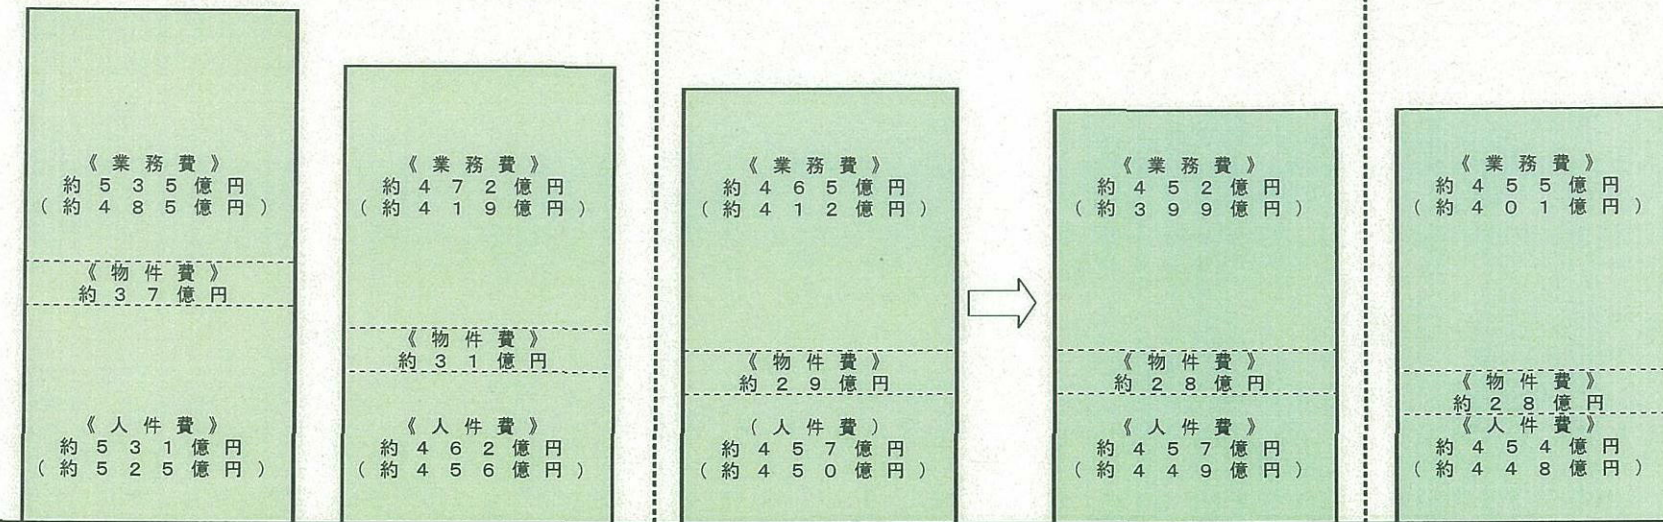 《業務費》
約535億円
(約485億円)
《物件費》
約37億円
《人件費》
約531億円
(約525億円)
《業務費》
約472億円
(約419億円)
《物件費》
約31億円
《人件費》
約462億円
(約456億円)
《業務費》
約465億円
(約412億円)
《物件費》
約29億円
(人件費)
約457億円
(約450億円)
《業務費》
約452億円
(約399億円)
《物件費》
約28億円
《人件費》
約457億円
(約449億円)
《業務費》
約455億円
(約401億円)
《物件費》
約28億円
《人件費》
約454億円
(約448億円)